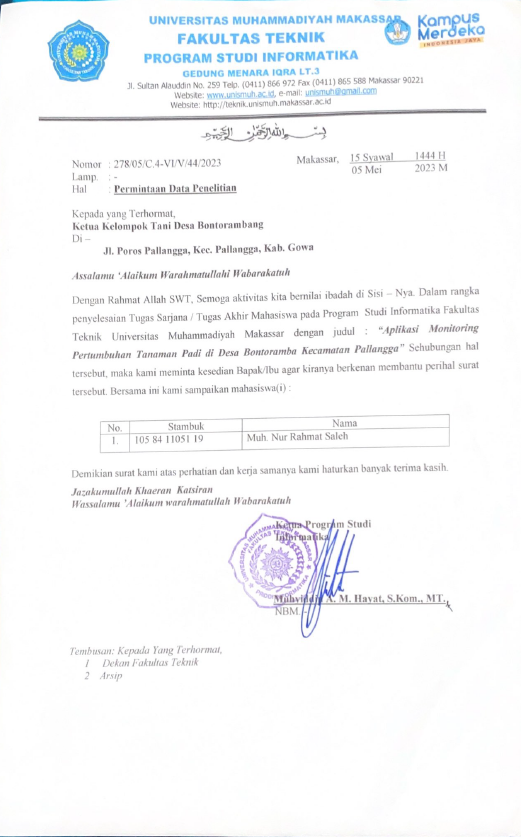 UNIVERSITAS MUHAMMADIYAH MAKASSAR
FAKULTAS TEKNIK
PROGRAM STUDI INFORMATIKA
GEDUNG MENARA IQRA LT.3
Jl. Sultan Alauddin No. 259 Telp. (0411) 866 972 Fax (0411) 865 588 Makassar 90221
Website: www.unismuh.ac.id, e-mail: unismuh@gmail.com
Website: http://teknik.unismuh.makassar.ac.id
Kampus
Merdeka
INDONESIA JAYA
بسم الله الرحمن الرحيم
Nomor : 278/05/C.4-VI/V/44/2023
Lamp. : -
Hal : Permintaan Data Penelitian
Makassar, 15 Syawal 1444 H
05 Mei 2023 M
Kepada yang Terhormat,
Ketua Kelompok Tani Desa Bontorambang
Di –
Jl. Poros Pallangga, Kec. Pallangga, Kab. Gowa
Assalamu ‘Alaikum Warahmatullahi Wabarakatuh
Dengan Rahmat Allah SWT, Semoga aktivitas kita bernilai ibadah di Sisi – Nya. Dalam rangka
penyelesaian Tugas Sarjana / Tugas Akhir Mahasiswa pada Program Studi Informatika Fakultas
Teknik Universitas Muhammadiyah Makassar dengan judul : “Aplikasi Monitoring
Pertumbuhan Tanaman Padi di Desa Bontoramba Kecamatan Pallangga” Sehubungan hal
tersebut, maka kami meminta kesedian Bapak/Ibu agar kiranya berkenan membantu perihal surat
tersebut. Bersama ini kami sampaikan mahasiswa(i) :
No. Stambuk Nama
1. 105 84 11051 19 Muh. Nur Rahmat Saleh
Demikian surat kami atas perhatian dan kerja samanya kami haturkan banyak terima kasih.
Jazakumullah Khaeran Katsiran
Wassalamu ‘Alaikum warahmatullah Wabarakatuh
Ketua Program Studi
Informatika
Muhyiddin A. M. Hayat, S.Kom., MT.
NBM.
Tembusan: Kepada Yang Terhormat,
1 Dekan Fakultas Teknik
2 Arsip